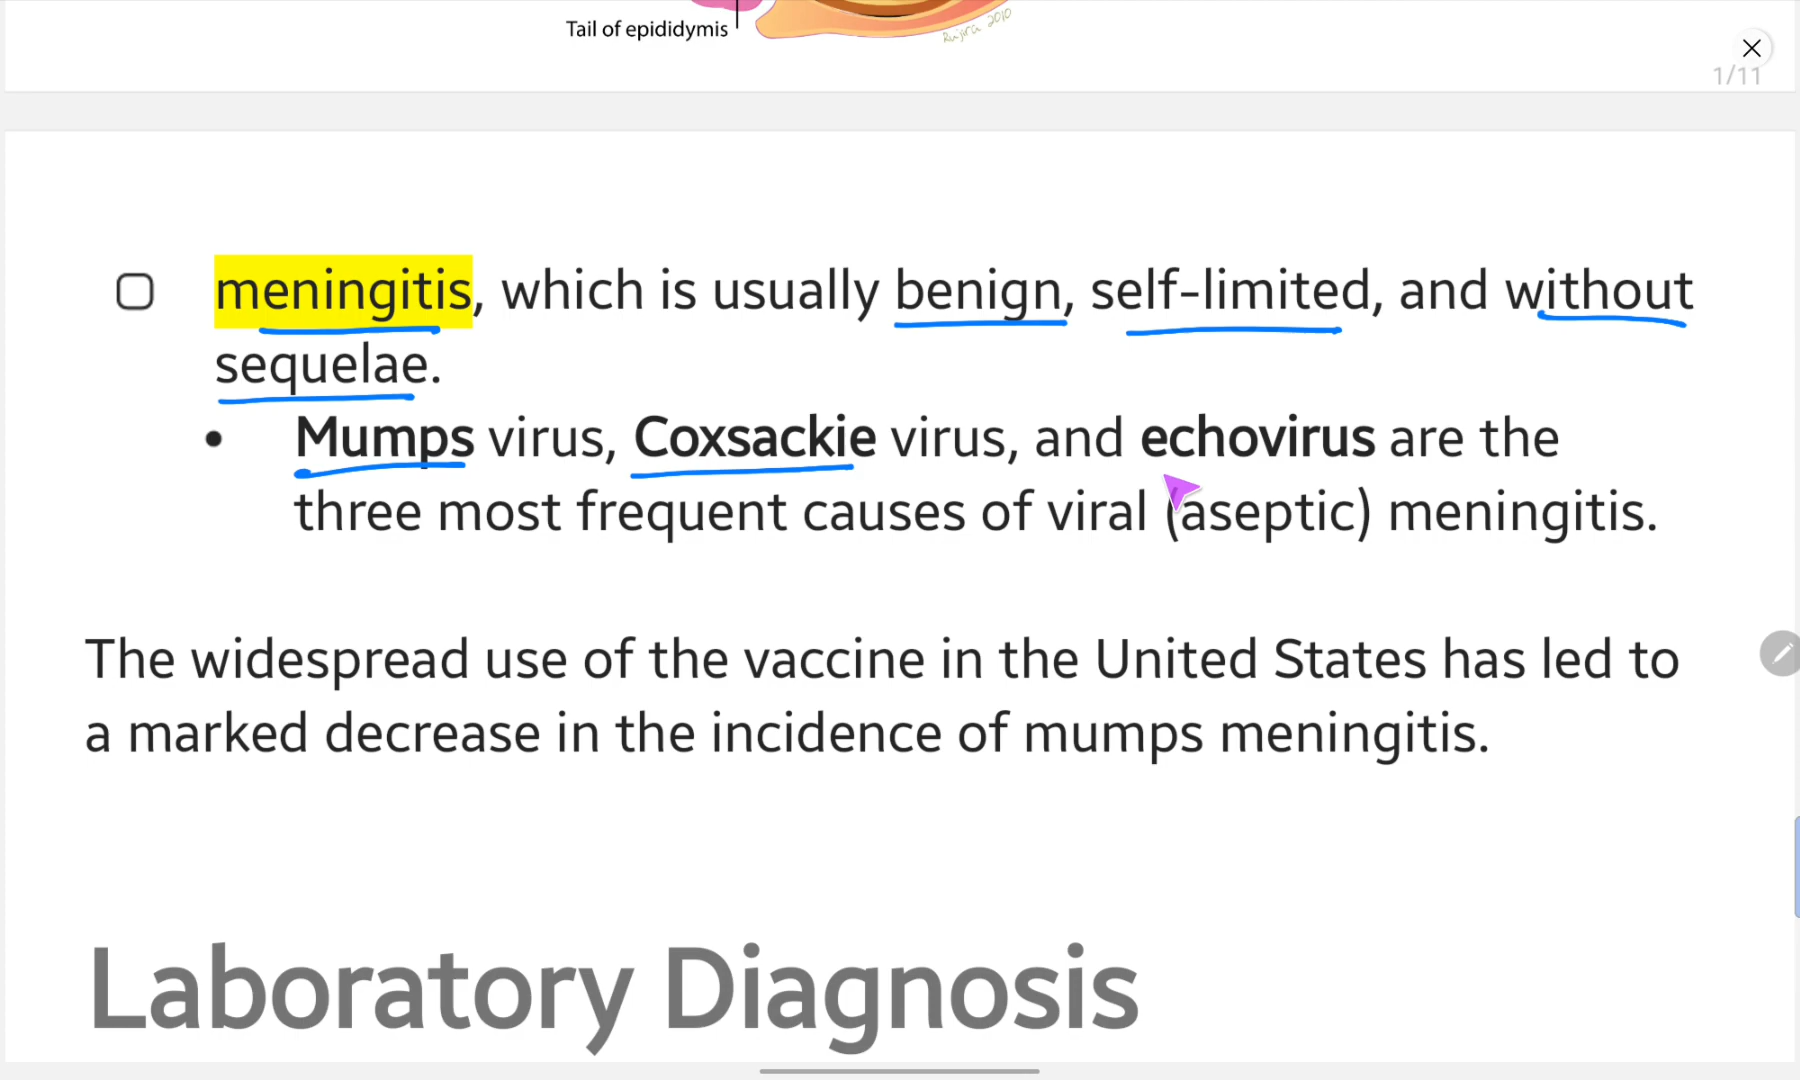 Tail of epididymis
Rujira 2010
1/11
meningitis, which is usually benign, self-limited, and without
sequelae.
Mumps virus, Coxsackie virus, and echovirus are the
three most frequent causes of viral (aseptic) meningitis.
The widespread use of the vaccine in the United States has led to
a marked decrease in the incidence of mumps meningitis.
Laboratory Diagnosis